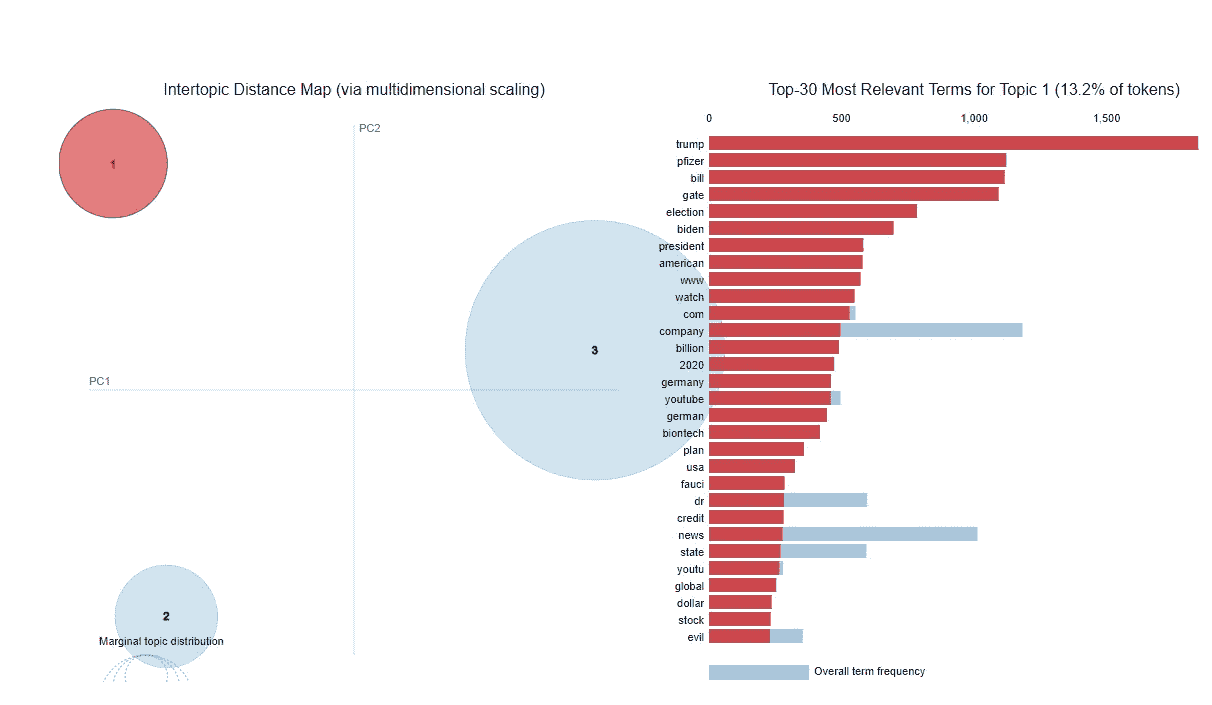 Intertopic Distance Map (via multidimensional scaling)
PC2
1
3
PC1
2
Marginal topic distribution
Top-30 Most Relevant Terms for Topic 1 (13.2% of tokens)
0 500 1,000 1,500
trump
pfizer
bill
gate
election
biden
president
american
www
watch
com
company
billion
2020
germany
youtube
german
biontech
plan
usa
fauci
dr
credit
news
state
youtu
global
dollar
stock
evil
Overall term frequency